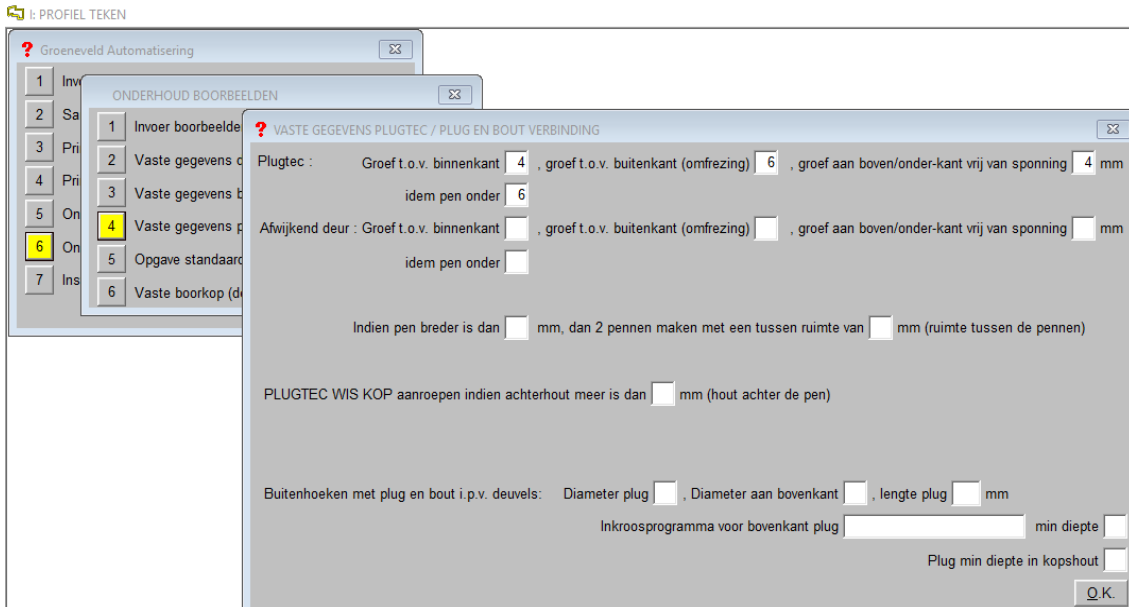 I: PROFIEL TEKEN
? Groeneveld Automatisering
1 Inv
2 Sa
3 Pri
4 Pri
5 On
6 On
7 Ins
ONDERHOUD BOORBEELDEN
1 Invoer boorbeelde
2 Vaste gegevens
3 Vaste gegevens b
4 Vaste gegevens p
5 Opgave standaard
6 Vaste boorkop (de
? VASTE GEGEVENS PLUGTEC / PLUG EN BOUT VERBINDING
Plugtec : Groef t.o.v. binnenkant 4 , groef t.o.v. buitenkant (omfrezing) 6 , groef aan boven/onder-kant vrij van sponning 4 mm
idem pen onder 6
Afwijkend deur : Groef t.o.v. binnenkant , groef t.o.v. buitenkant (omfrezing) , groef aan boven/onder-kant vrij van sponning mm
idem pen onder
Indien pen breder is dan mm, dan 2 pennen maken met een tussen ruimte van mm (ruimte tussen de pennen)
PLUGTEC WIS KOP aanroepen indien achterhout meer is dan mm (hout achter de pen)
Buitenhoeken met plug en bout i.p.v. deuvels: Diameter plug , Diameter aan bovenkant , lengte plug mm
Inkroosprogramma voor bovenkant plug min diepte
Plug min diepte in kopshout
O.K.